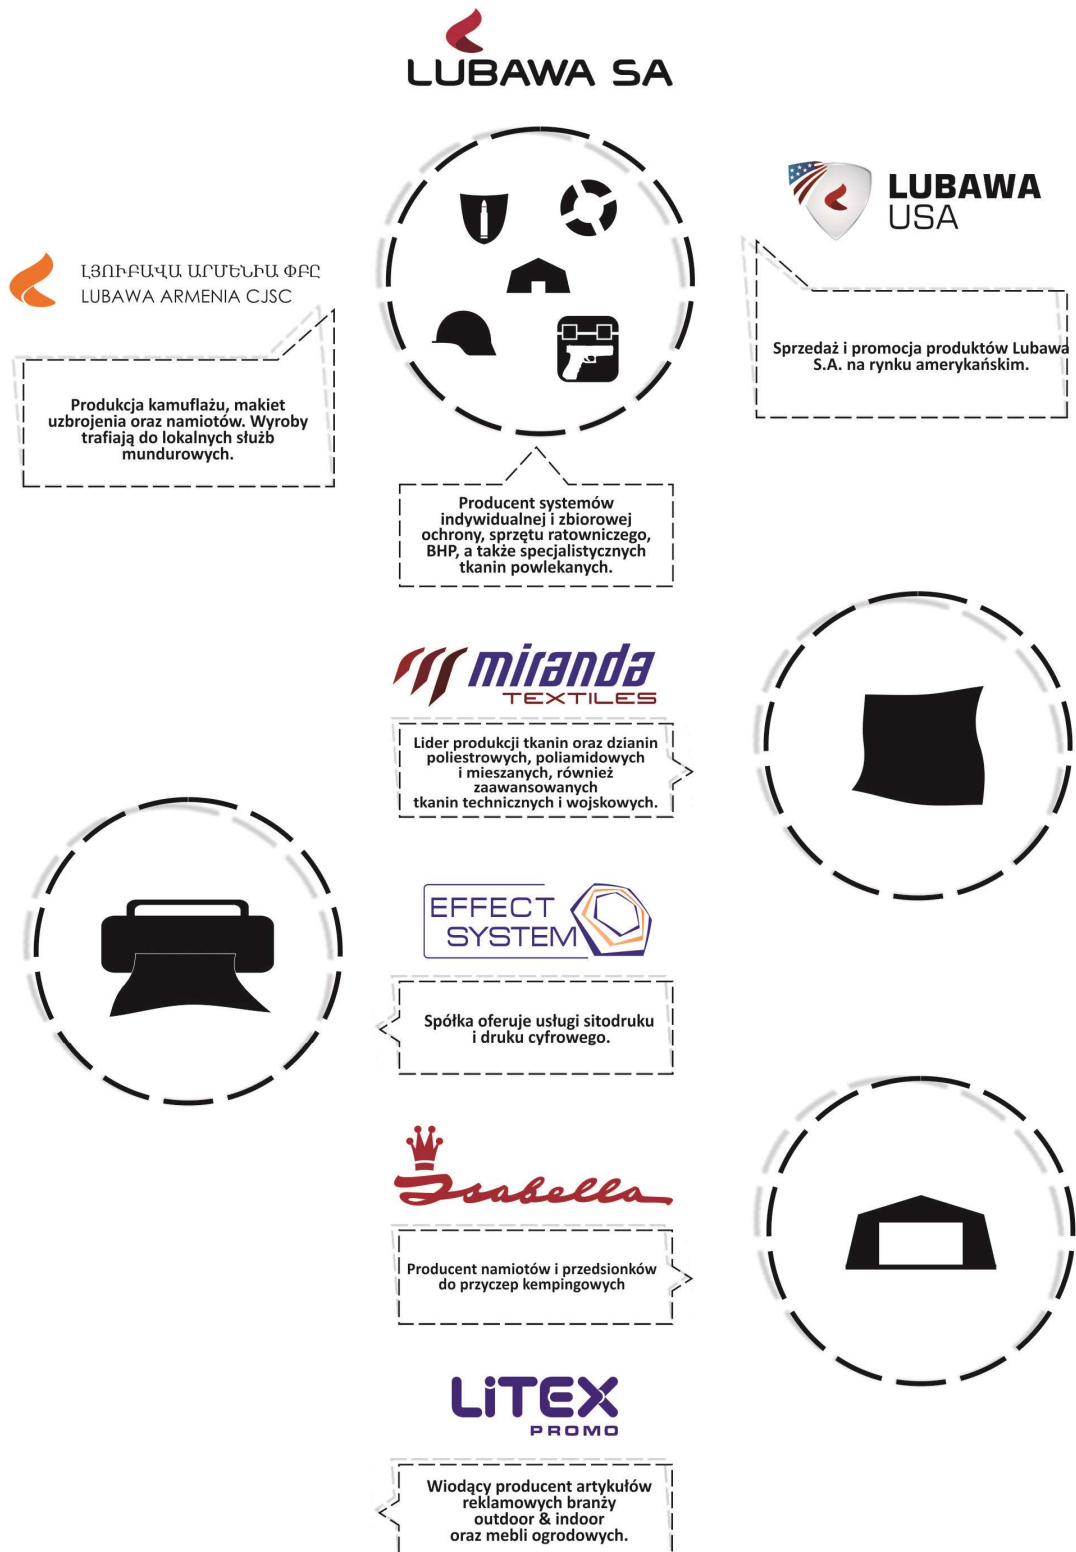 LUBAWA SA
LUBAWA
USA
ԼՅՈՒԲԱՎԱ ԱՐՄԵՆԻԱ ՓԲԸ
LUBAWA ARMENIA CJSC
Sprzedaż i promocja produktów Lubawa
S.A. na rynku amerykańskim.
Produkcja kamuflażu, makiet
uzbrojenia oraz namiotów. Wyroby
trafiają do lokalnych służb
mundurowych.
Producent systemów
indywidualnej i zbiorowej
ochrony, sprzętu ratowniczego,
BHP, a także specjalistycznych
tkanin powlekanych.
miranda
TEXTILES
Lider produkcji tkanin oraz dzianin
poliestrowych, poliamidowych
i mieszanych, również
zaawansowanych
tkanin technicznych i wojskowych.
EFFECT
SYSTEM
Spółka oferuje usługi sitodruku
i druku cyfrowego.
Isabella
Producent namiotów i przedsionków
do przyczep kempingowych
LiTEX
PROMO
Wiodący producent artykułów
reklamowych branży
outdoor & indoor
oraz mebli ogrodowych.